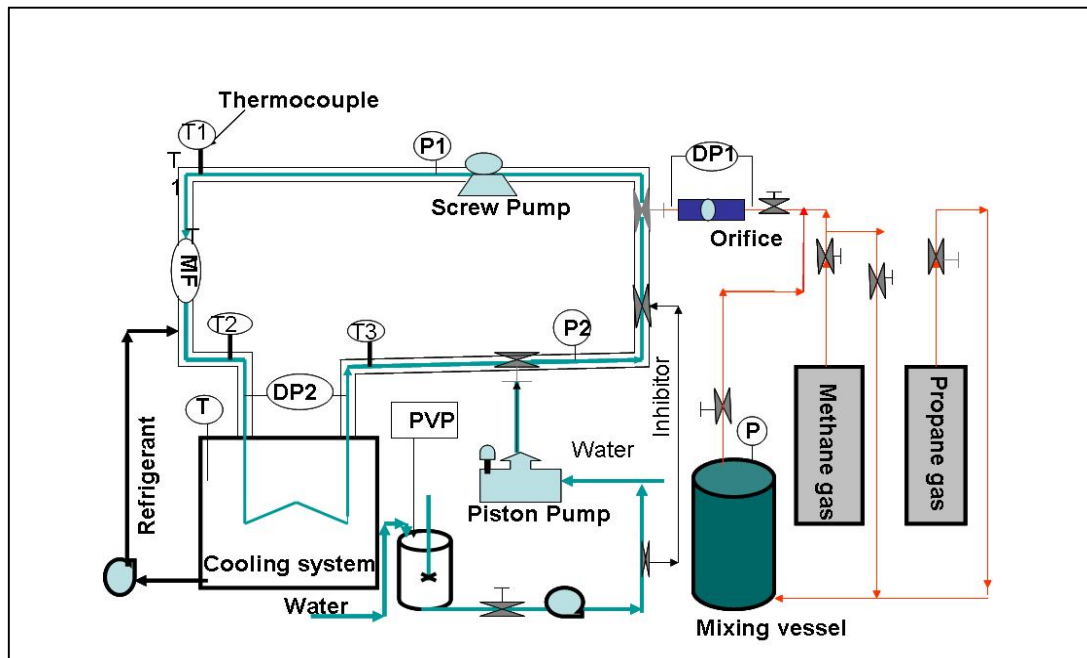 Thermocouple
T1
T
1
P1
DP1
Screw Pump
Orifice
T
MF
T2
T3
P2
DP2
T
PVP
Inhibitor
Methane gas
Propane gas
Refrigerant
Water
P
Piston Pump
Cooling system
Water
Mixing vessel